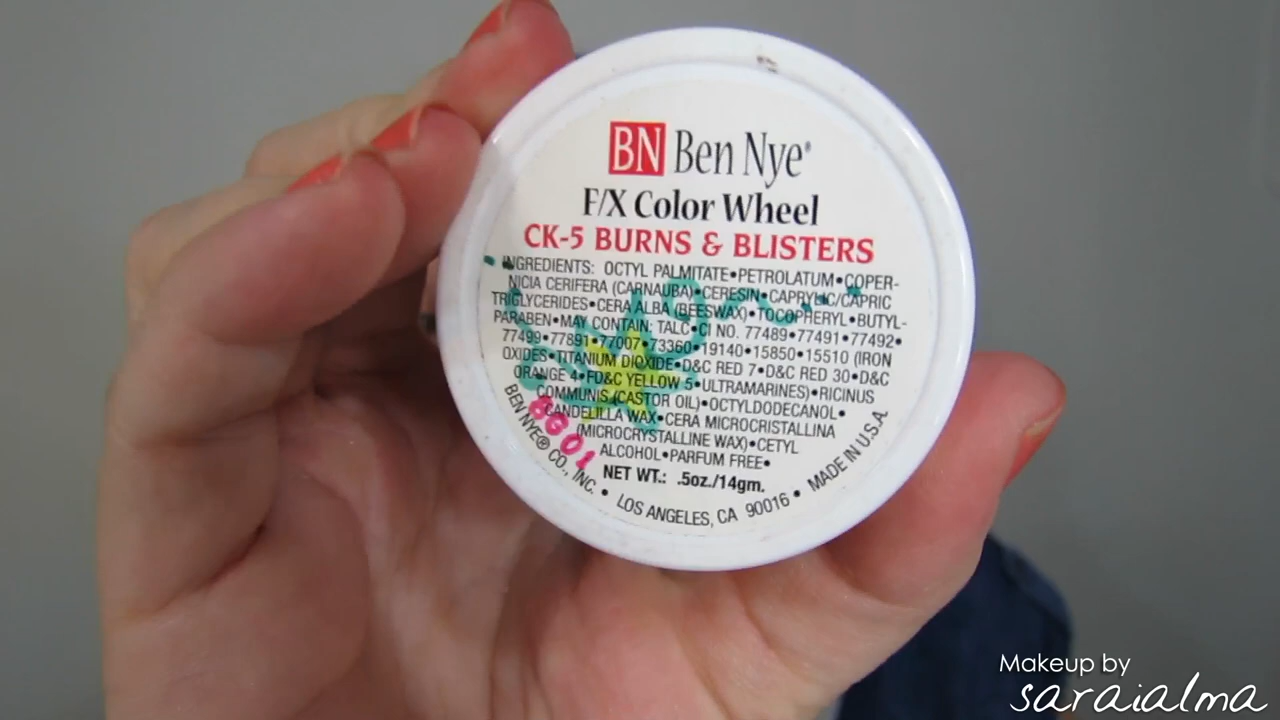 BN Ben Nye®
F/X Color Wheel
CK-5 BURNS & BLISTERS
INGREDIENTS: OCTYL PALMITATE•PETROLATUM•COPER-
NICIA CERIFERA (CARNAUBA)•CERESIN•CAPRYLIC/CAPRIC
TRIGLYCERIDES•CERA ALBA (BEESWAX)•TOCOPHERYL•BUTYL-
PARABEN•MAY CONTAIN: TALC•CI NO. 77489•77491•77492•
77499•77891•77007•73360•19140•15850•15510 (IRON
OXIDES•TITANIUM DIOXIDE•D&C RED 7•D&C RED 30•D&C
ORANGE 4•FD&C YELLOW 5•ULTRAMARINES)•RICINUS
COMMUNIS (CASTOR OIL)•OCTYLDODECANOL•
CANDELILLA WAX•CERA MICROCRISTALLINA
(MICROCRYSTALLINE WAX)•CETYL
ALCOHOL•PARFUM FREE•
NET WT.: .5oz./14gm.
BEN NYE® CO., INC. • LOS ANGELES, CA 90016 • MADE IN U.S.A.
Makeup by
saraialma